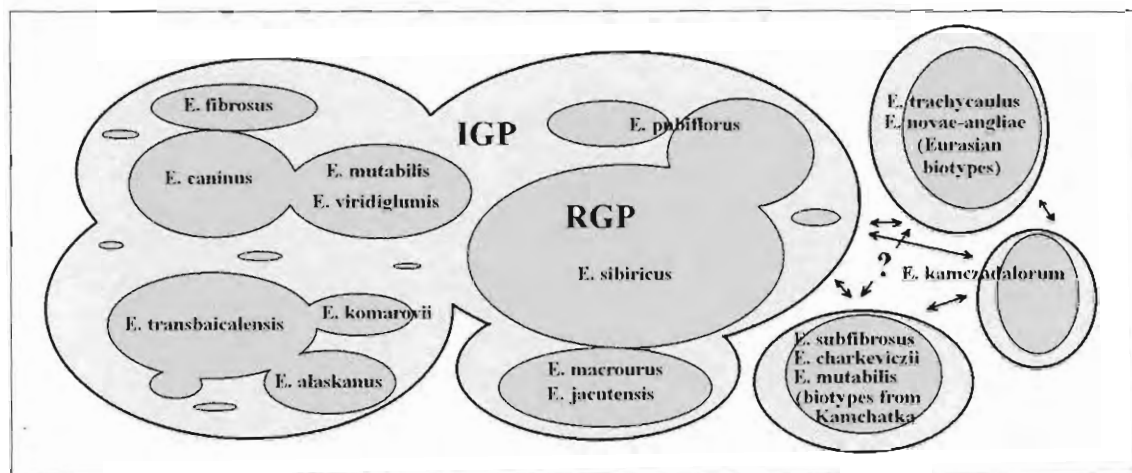 E. fibrosus
E. caninus
E. mutabilis
E. viridiglumis
IGP
E. pubiflorus
RGP
E. sibiricus
E. transbaicalensis
E. komarovii
E. alaskanus
E. macrourus
E. jacutensis
E. trachycaulus
E. novae-angliae
(Eurasian
biotypes)
?
E. kamczadalorum
E. subfibrosus
E. charkeviczii
E. mutabilis
(biotypes from
Kamchatka